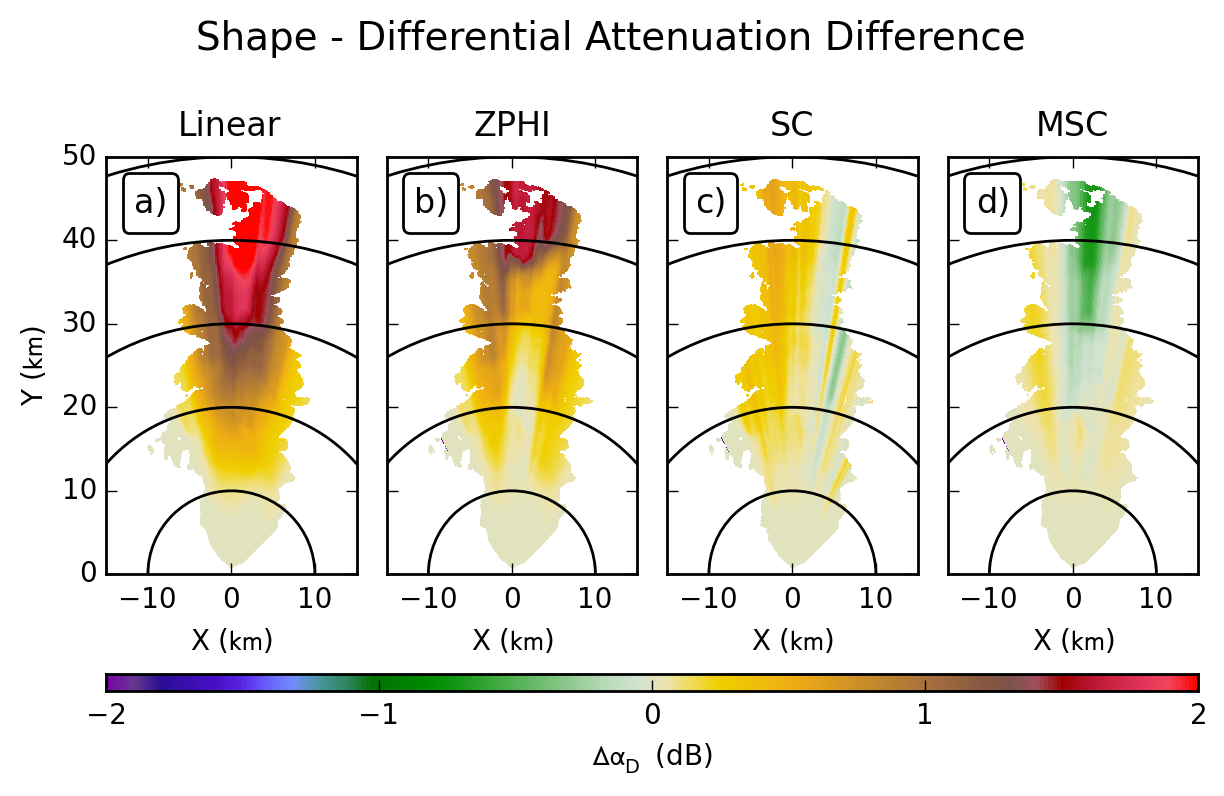 Shape - Differential Attenuation Difference
Linear ZPHI SC MSC
a) b) c) d)
50
40
30
20
10
0
Y (km)
−10 0 10 −10 0 10 −10 0 10 −10 0 10
X (km) X (km) X (km) X (km)
−2 −1 0 1 2
Δα_D (dB)